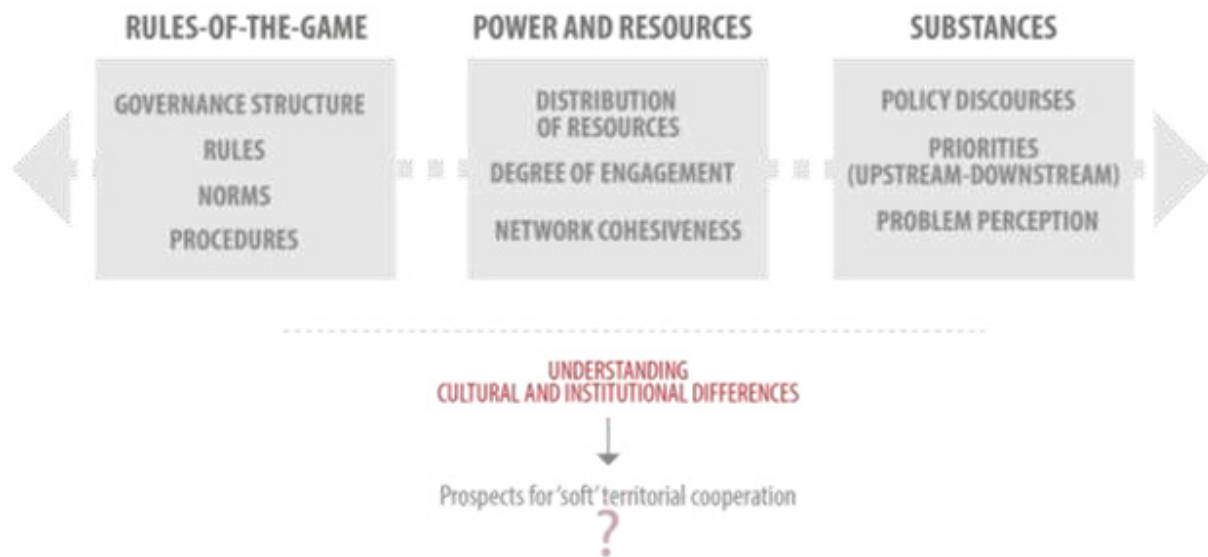 RULES-OF-THE-GAME
GOVERNANCE STRUCTURE
RULES
NORMS
PROCEDURES
POWER AND RESOURCES
DISTRIBUTION
OF RESOURCES
DEGREE OF ENGAGEMENT
NETWORK COHESIVENESS
SUBSTANCES
POLICY DISCOURSES
PRIORITIES
(UPSTREAM-DOWNSTREAM)
PROBLEM PERCEPTION
UNDERSTANDING
CULTURAL AND INSTITUTIONAL DIFFERENCES
Prospects for 'soft' territorial cooperation
?